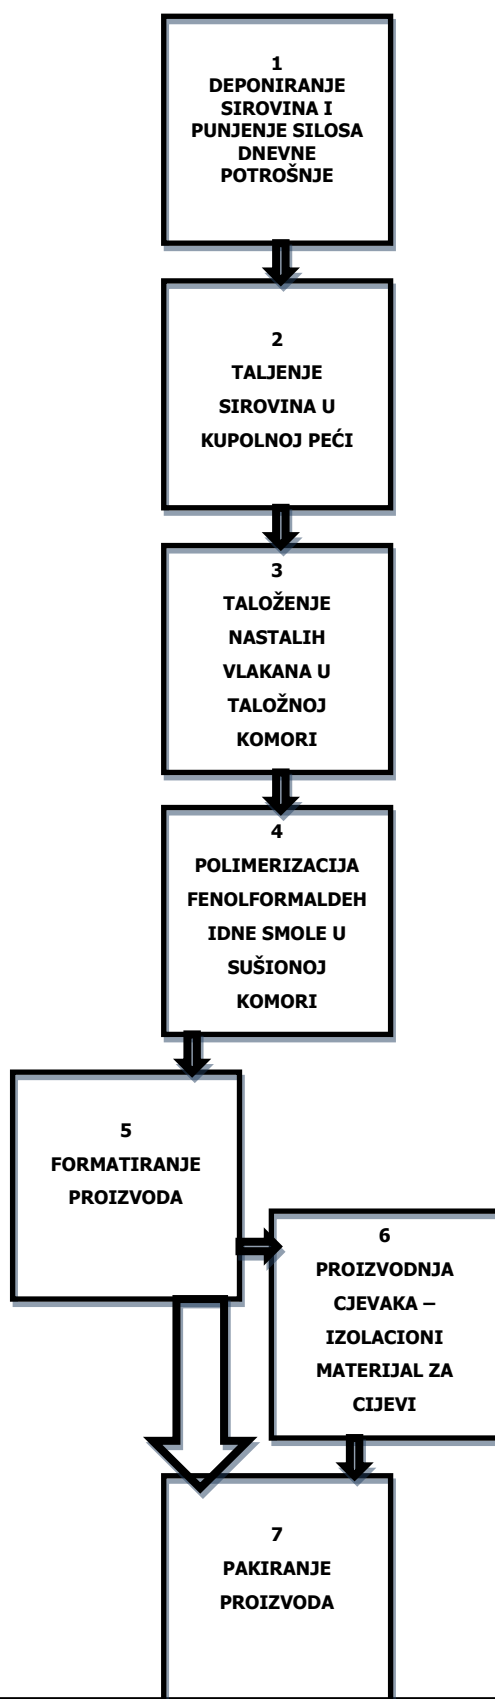 1
DEPONIRANJE
SIROVINA I
PUNJENJE SILOSA
DNEVNE
POTROŠNJE
2
TALJENJE
SIROVINA U
KUPOLNOJ PEĆI
3
TALOŽENJE
NASTALIH
VLAKANA U
TALOŽNOJ
KOMORI
4
POLIMERIZACIJA
FENOLFORMALDEH
IDNE SMOLE U
SUŠIONOJ
KOMORI
5
FORMATIRANJE
PROIZVODA
6
PROIZVODNJA
CJEVAKA –
IZOLACIONI
MATERIJAL ZA
CIJEVI
7
PAKIRANJE
PROIZVODA